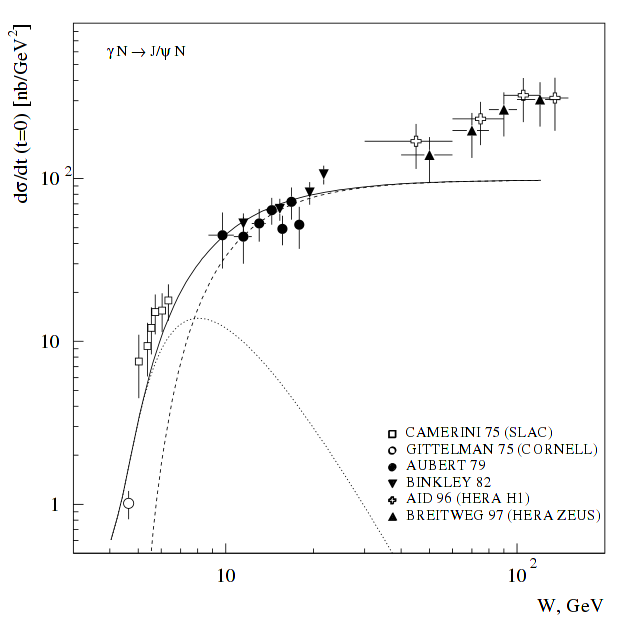 γ N → J/ψ N
dσ/dt (t=0) [nb/GeV²]
10²
10
1
CAMERINI 75 (SLAC)
GITTELMAN 75 (CORNELL)
AUBERT 79
BINKLEY 82
AID 96 (HERA H1)
BREITWEG 97 (HERA ZEUS)
10
10²
W, GeV